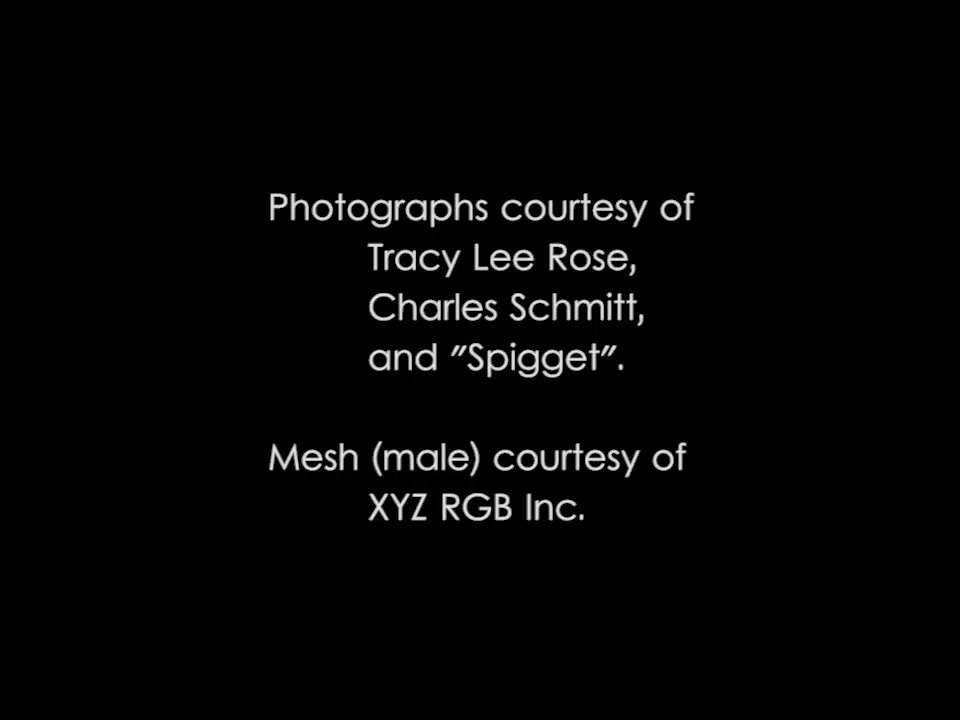 Photographs courtesy of
Tracy Lee Rose,
Charles Schmitt,
and "Spigget".
Mesh (male) courtesy of
XYZ RGB Inc.